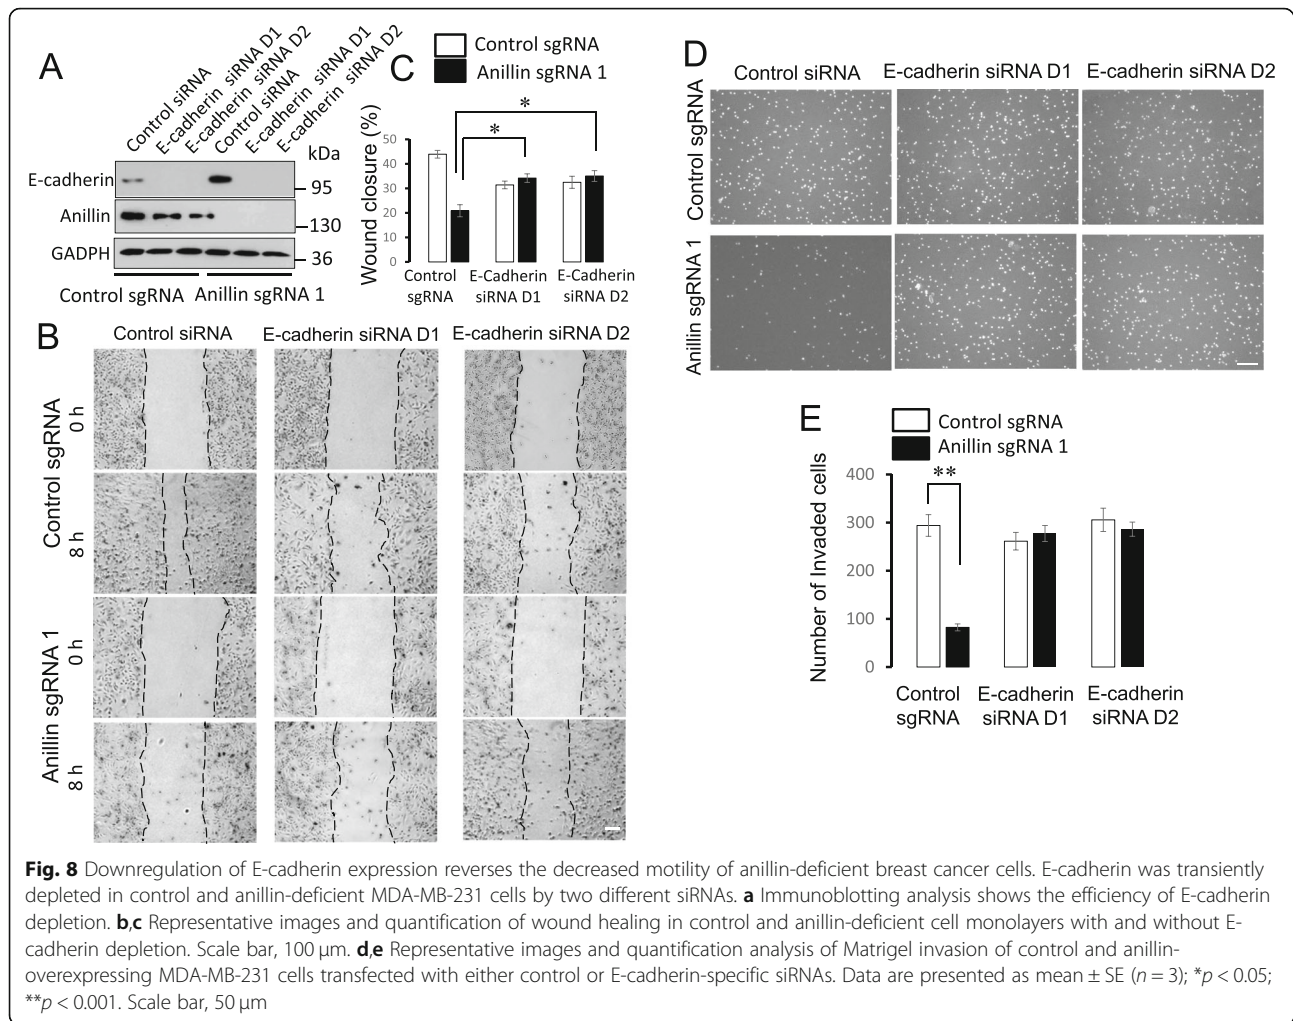 A
Control siRNA
E-cadherin siRNA D1
E-cadherin siRNA D2
Control siRNA
E-cadherin siRNA D1
E-cadherin siRNA D2
kDa
E-cadherin
95
Anillin
130
GADPH
36
Control sgRNA Anillin sgRNA 1
C
Control sgRNA
Anillin sgRNA 1
Wound closure (%)
50
40
30
20
10
0
*
*
Control
sgRNA
E-Cadherin
siRNA D1
E-Cadherin
siRNA D2
B
Control siRNA E-cadherin siRNA D1 E-cadherin siRNA D2
Control sgRNA
0 h
8 h
Anillin sgRNA 1
0 h
8 h
D
Control siRNA E-cadherin siRNA D1 E-cadherin siRNA D2
Control sgRNA
Anillin sgRNA 1
E
Control sgRNA
Anillin sgRNA 1
Number of Invaded cells
400
300
200
100
0
**
Control
sgRNA
E-cadherin
siRNA D1
E-cadherin
siRNA D2
Fig. 8 Downregulation of E-cadherin expression reverses the decreased motility of anillin-deficient breast cancer cells. E-cadherin was transiently
depleted in control and anillin-deficient MDA-MB-231 cells by two different siRNAs. a Immunoblotting analysis shows the efficiency of E-cadherin
depletion. b,c Representative images and quantification of wound healing in control and anillin-deficient cell monolayers with and without E-
cadherin depletion. Scale bar, 100 μm. d,e Representative images and quantification analysis of Matrigel invasion of control and anillin-
overexpressing MDA-MB-231 cells transfected with either control or E-cadherin-specific siRNAs. Data are presented as mean ± SE (n = 3); *p < 0.05;
**p < 0.001. Scale bar, 50 μm